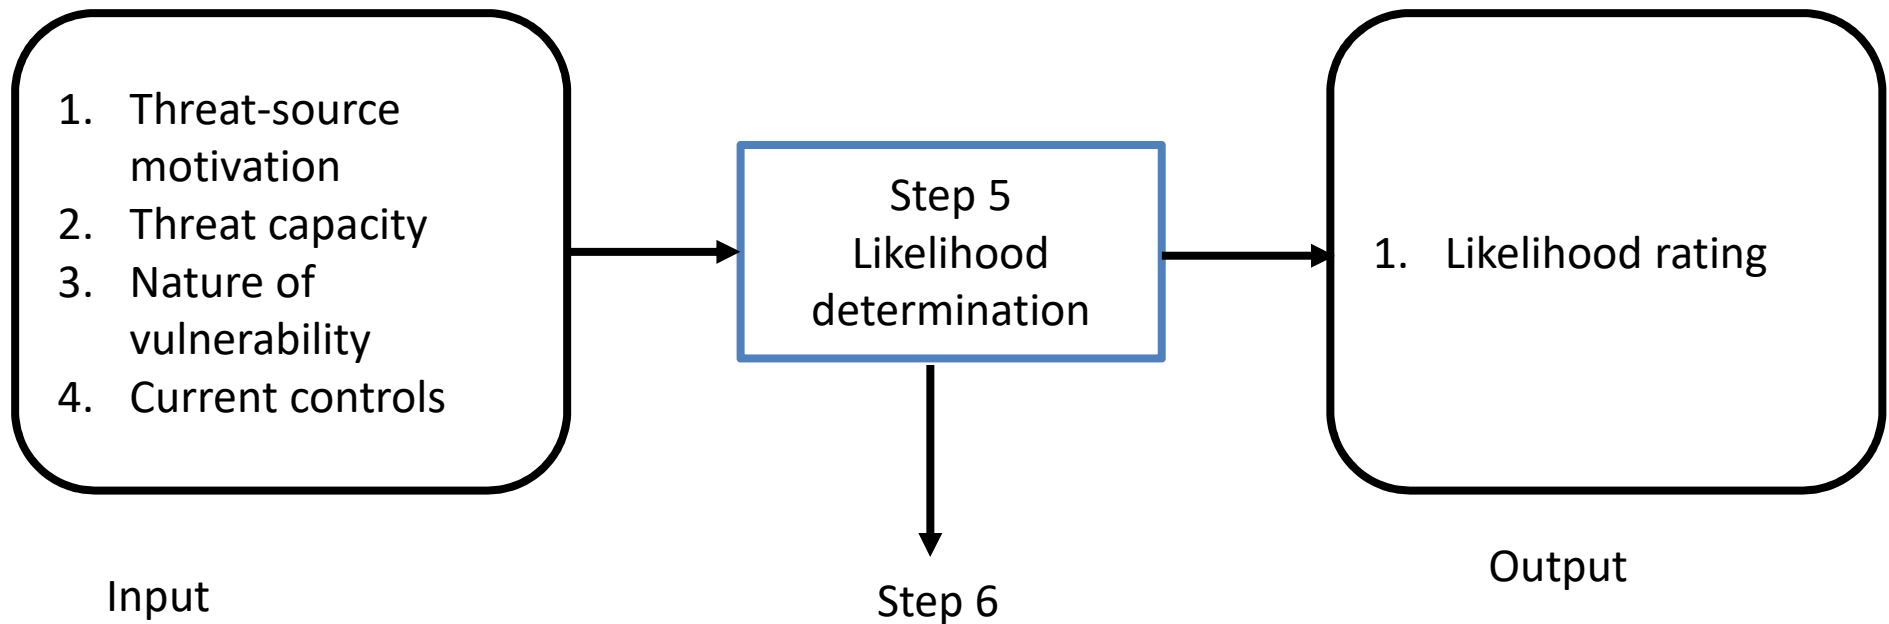 1. Threat-source
motivation
2. Threat capacity
3. Nature of
vulnerability
4. Current controls
Input
Step 5
Likelihood
determination
Step 6
1. Likelihood rating
Output